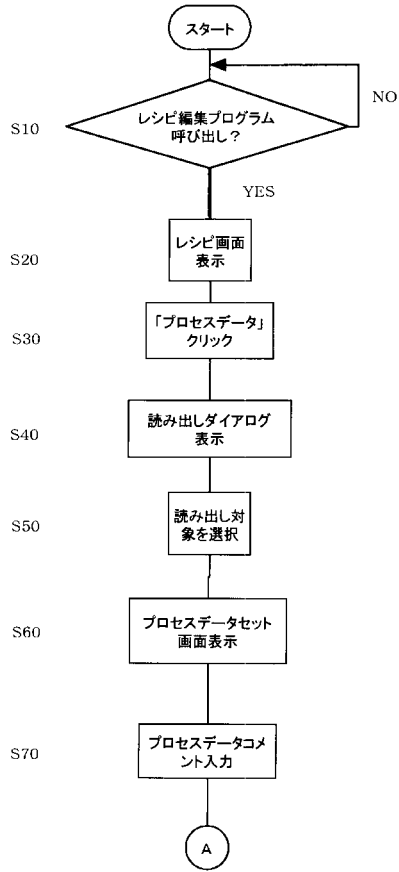 スタート
NO
S10
レシピ編集プログラム
呼び出し？
YES
S20
レシピ画面
表示
S30
「プロセスデータ」
クリック
S40
読み出しダイアログ
表示
S50
読み出し対
象を選択
S60
プロセスデータセット
画面表示
S70
プロセスデータコメ
ント入力
A